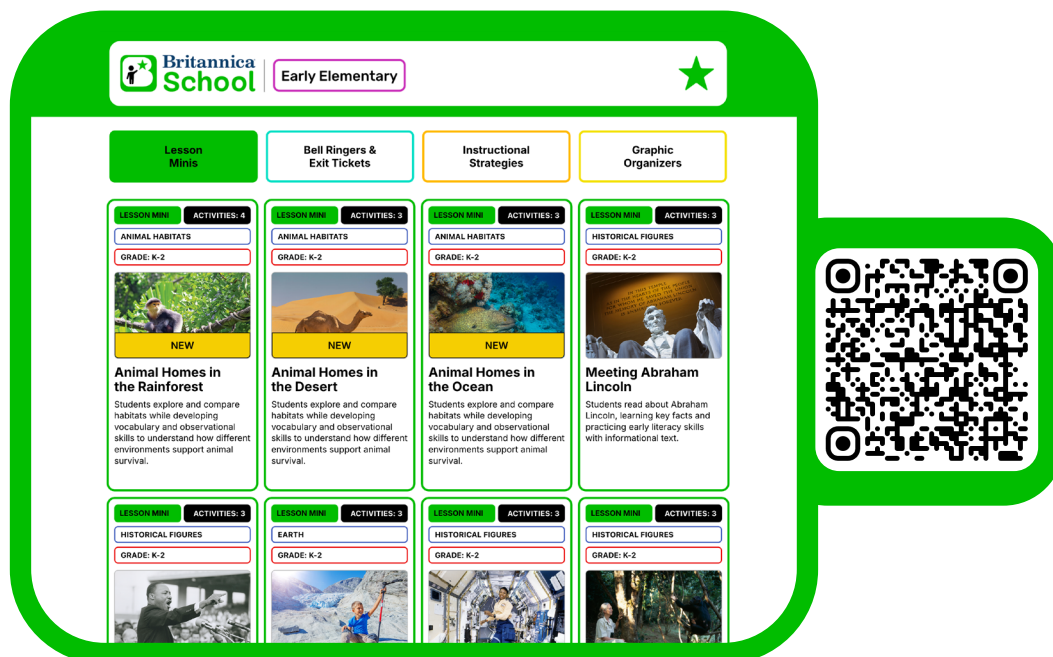 Britannica
School
Early Elementary
Lesson
Minis
Bell Ringers &
Exit Tickets
Instructional
Strategies
Graphic
Organizers
LESSON MINI
ACTIVITIES: 4
ANIMAL HABITATS
GRADE: K-2
NEW
Animal Homes in
the Rainforest
Students explore and compare
habitats while developing
vocabulary and observational
skills to understand how different
environments support animal
survival.
LESSON MINI
ACTIVITIES: 3
ANIMAL HABITATS
GRADE: K-2
NEW
Animal Homes in
the Desert
Students explore and compare
habitats while developing
vocabulary and observational
skills to understand how different
environments support animal
survival.
LESSON MINI
ACTIVITIES: 3
ANIMAL HABITATS
GRADE: K-2
NEW
Animal Homes in
the Ocean
Students explore and compare
habitats while developing
vocabulary and observational
skills to understand how different
environments support animal
survival.
LESSON MINI
ACTIVITIES: 3
HISTORICAL FIGURES
GRADE: K-2
Meeting Abraham
Lincoln
Students read about Abraham
Lincoln, learning key facts and
practicing early literacy skills
with informational text.
LESSON MINI
ACTIVITIES: 3
HISTORICAL FIGURES
GRADE: K-2
LESSON MINI
ACTIVITIES: 3
EARTH
GRADE: K-2
LESSON MINI
ACTIVITIES: 3
HISTORICAL FIGURES
GRADE: K-2
LESSON MINI
ACTIVITIES: 3
HISTORICAL FIGURES
GRADE: K-2